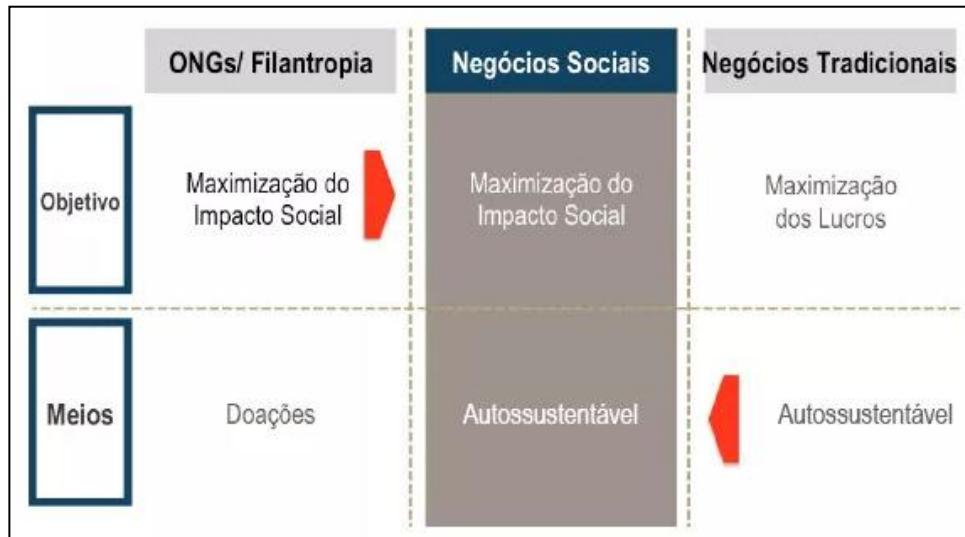 ONGs/ Filantropia
Negócios Sociais
Negócios Tradicionais
Objetivo
Maximização do
Impacto Social
Maximização do
Impacto Social
Maximização
dos Lucros
Meios
Doações
Autossustentável
Autossustentável